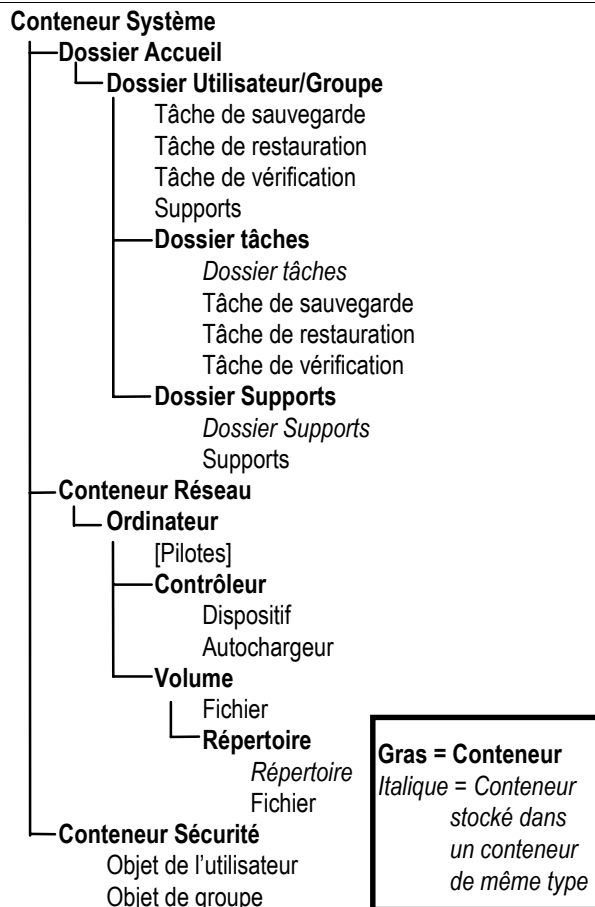 Conteneur Système
Dossier Accueil
Dossier Utilisateur/Groupe
Tâche de sauvegarde
Tâche de restauration
Tâche de vérification
Supports
Dossier tâches
Dossier tâches
Tâche de sauvegarde
Tâche de restauration
Tâche de vérification
Dossier Supports
Dossier Supports
Supports
Conteneur Réseau
Ordinateur
[Pilotes]
Contrôleur
Dispositif
Autochargeur
Volume
Fichier
Répertoire
Répertoire
Fichier
Conteneur Sécurité
Objet de l’utilisateur
Objet de groupe
Gras = Conteneur
Italique = Conteneur
stocké dans
un conteneur
de même type